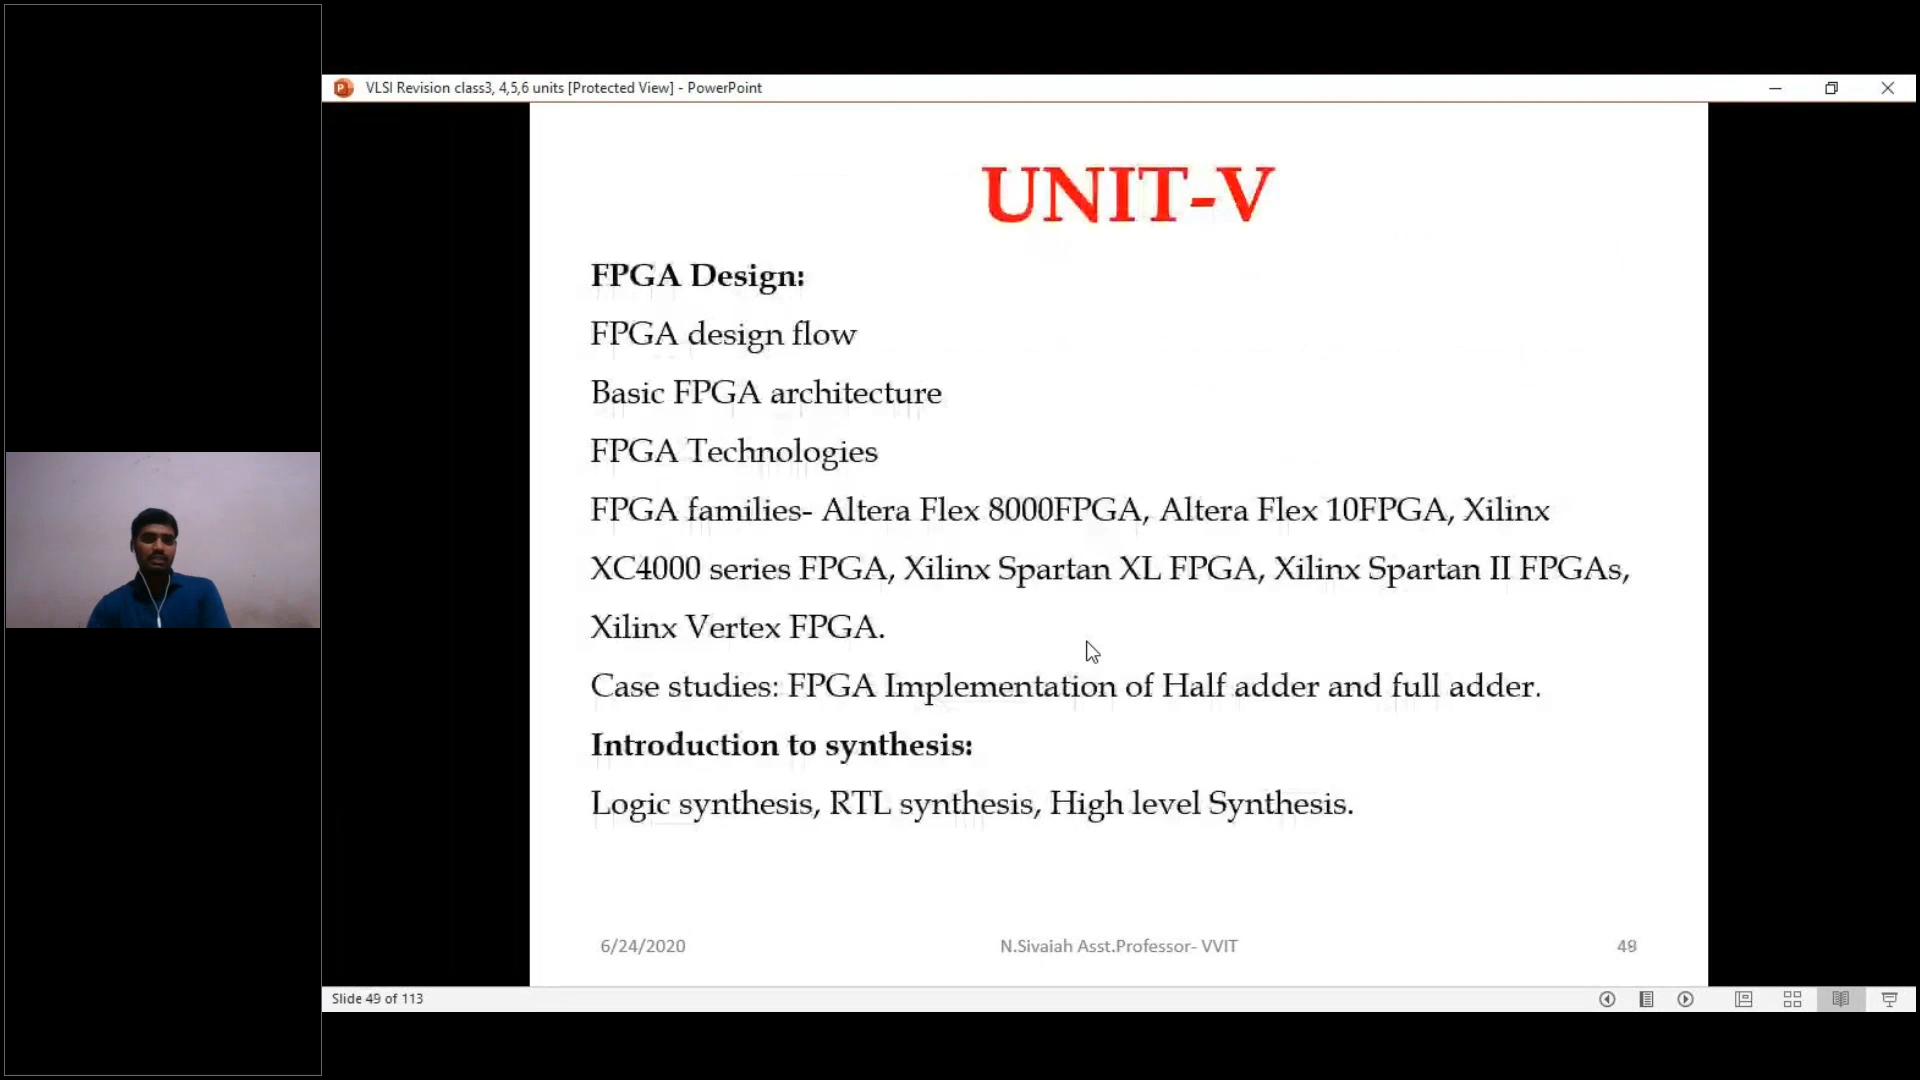 VLSI Revision class3, 4,5,6 units [Protected View] - PowerPoint
UNIT-V
FPGA Design:
FPGA design flow
Basic FPGA architecture
FPGA Technologies
FPGA families- Altera Flex 8000FPGA, Altera Flex 10FPGA, Xilinx
XC4000 series FPGA, Xilinx Spartan XL FPGA, Xilinx Spartan II FPGAs,
Xilinx Vertex FPGA.
Case studies: FPGA Implementation of Half adder and full adder.
Introduction to synthesis:
Logic synthesis, RTL synthesis, High level Synthesis.
6/24/2020 N.Sivaiah Asst.Professor- VVIT 49
Slide 49 of 113